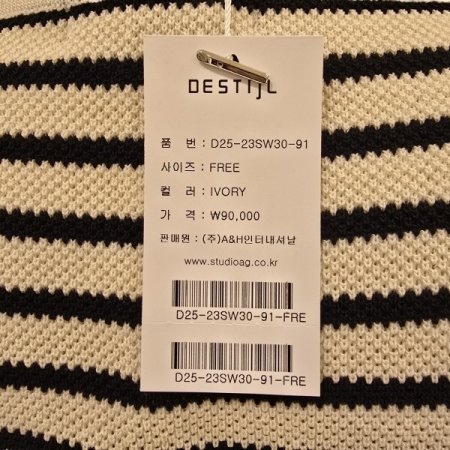 DESTIJL
품 번 : D25-23SW30-91
사이즈 : FREE
컬 러 : IVORY
가 격 : ₩90,000
판매원 : (주)A&H인터내셔날
www.studioag.co.kr
D25-23SW30-91-FRE
D25-23SW30-91-FRE